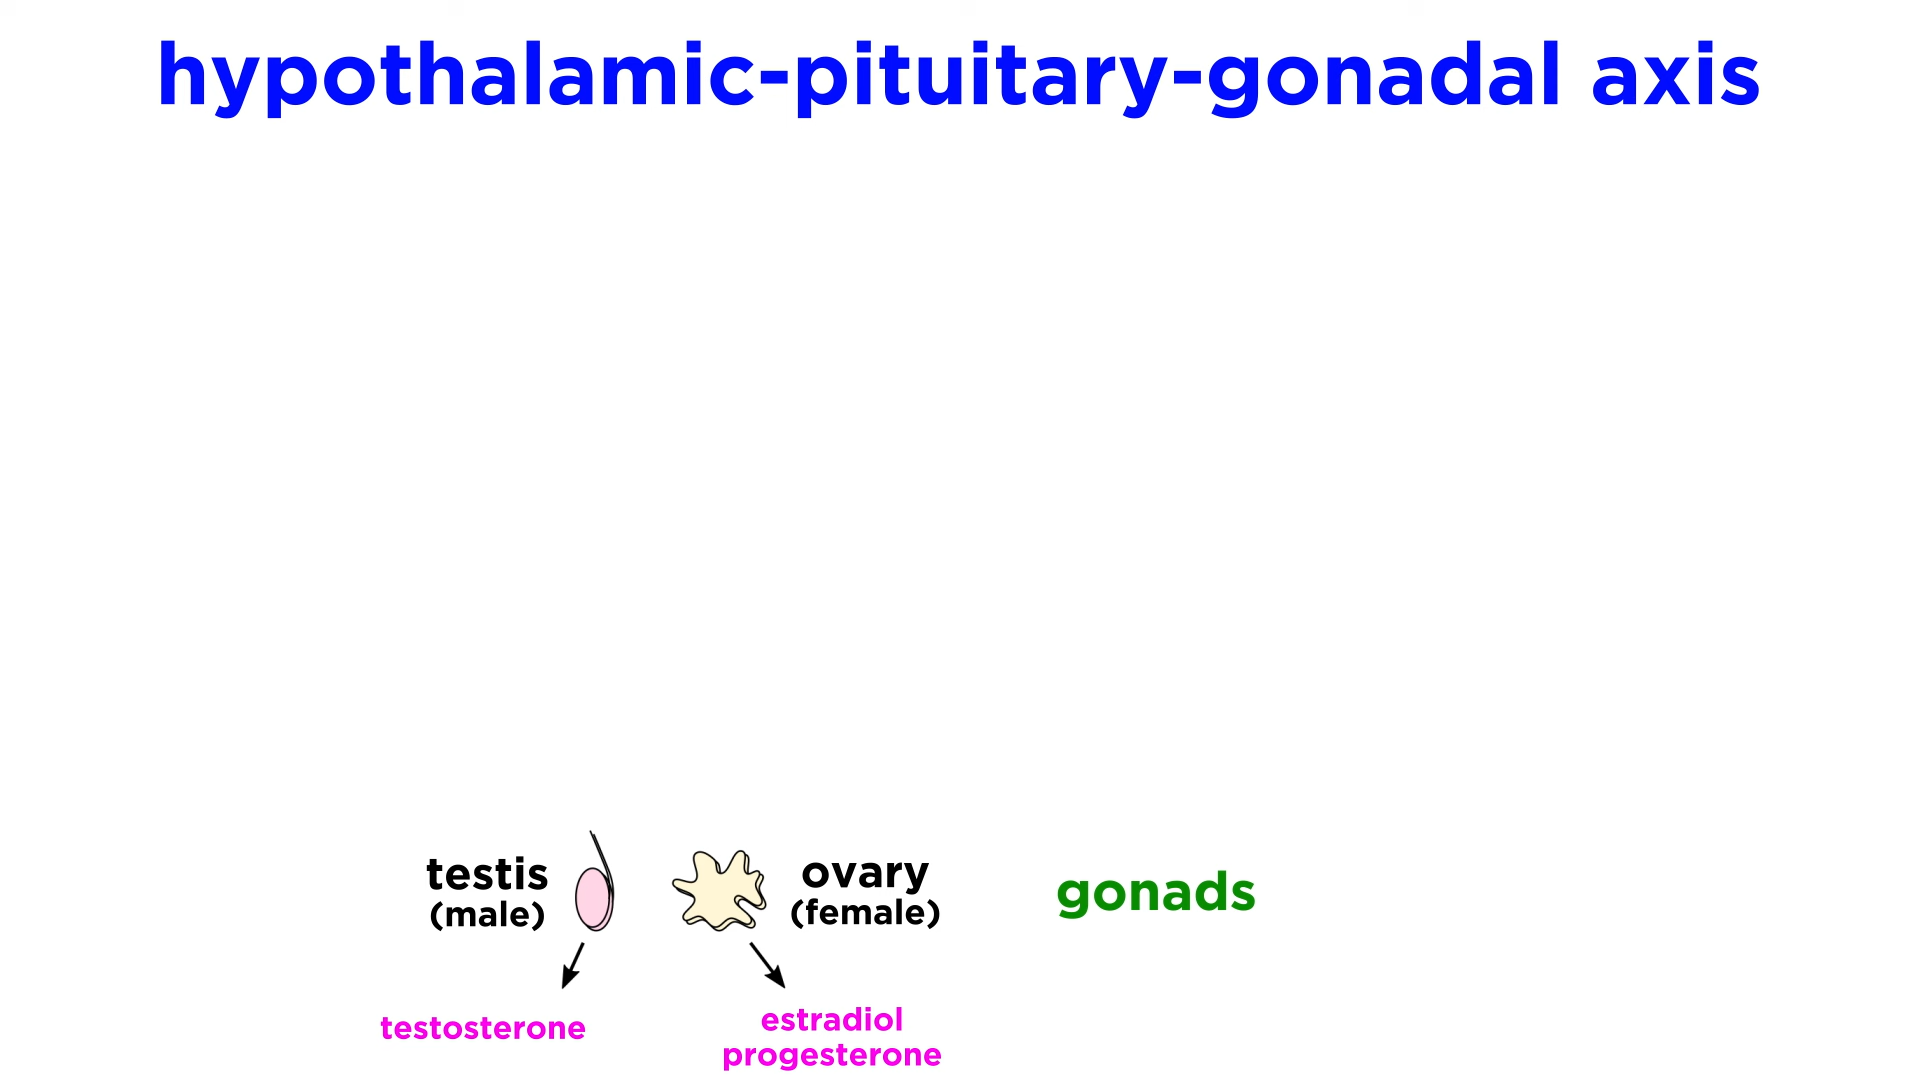 hypothalamic-pituitary-gonadal axis
testis
(male)
ovary
(female)
gonads
testosterone
estradiol
progesterone